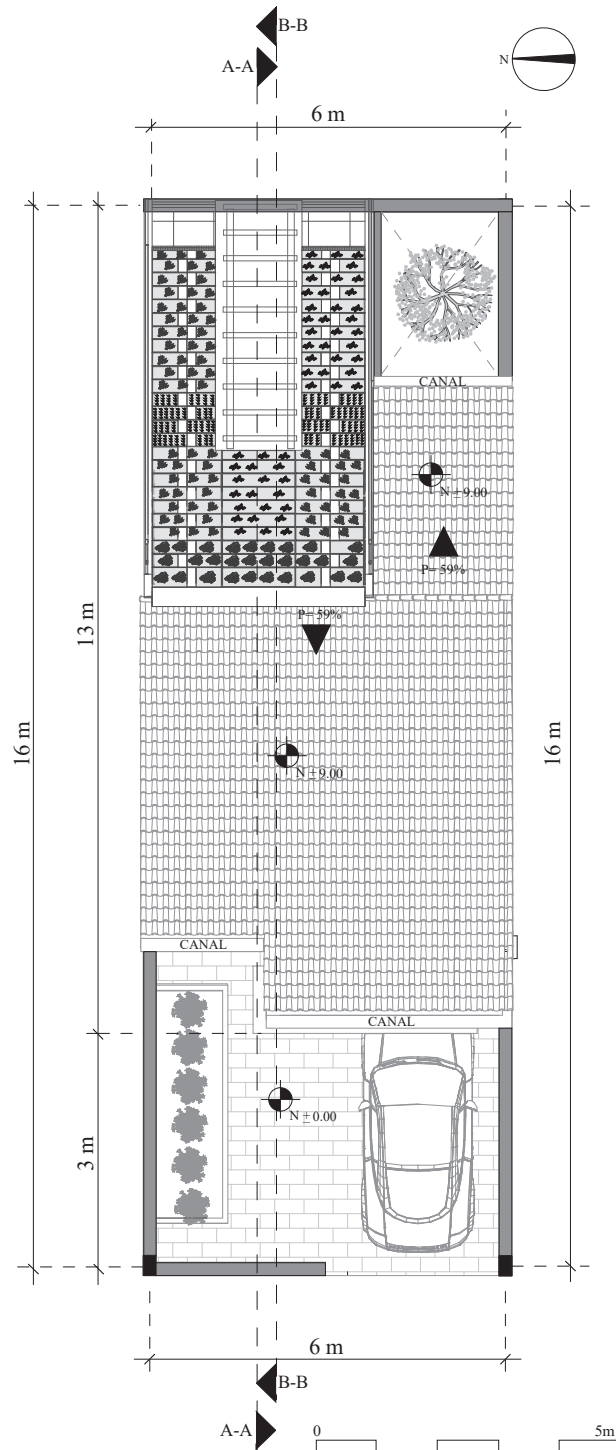 B-B
A-A
N
6 m
CANAL
N ±9.00
P= 59%
P= 59%
13 m
16 m
16 m
N ±9.00
CANAL
CANAL
N ±0.00
3 m
6 m
B-B
A-A
0
5m